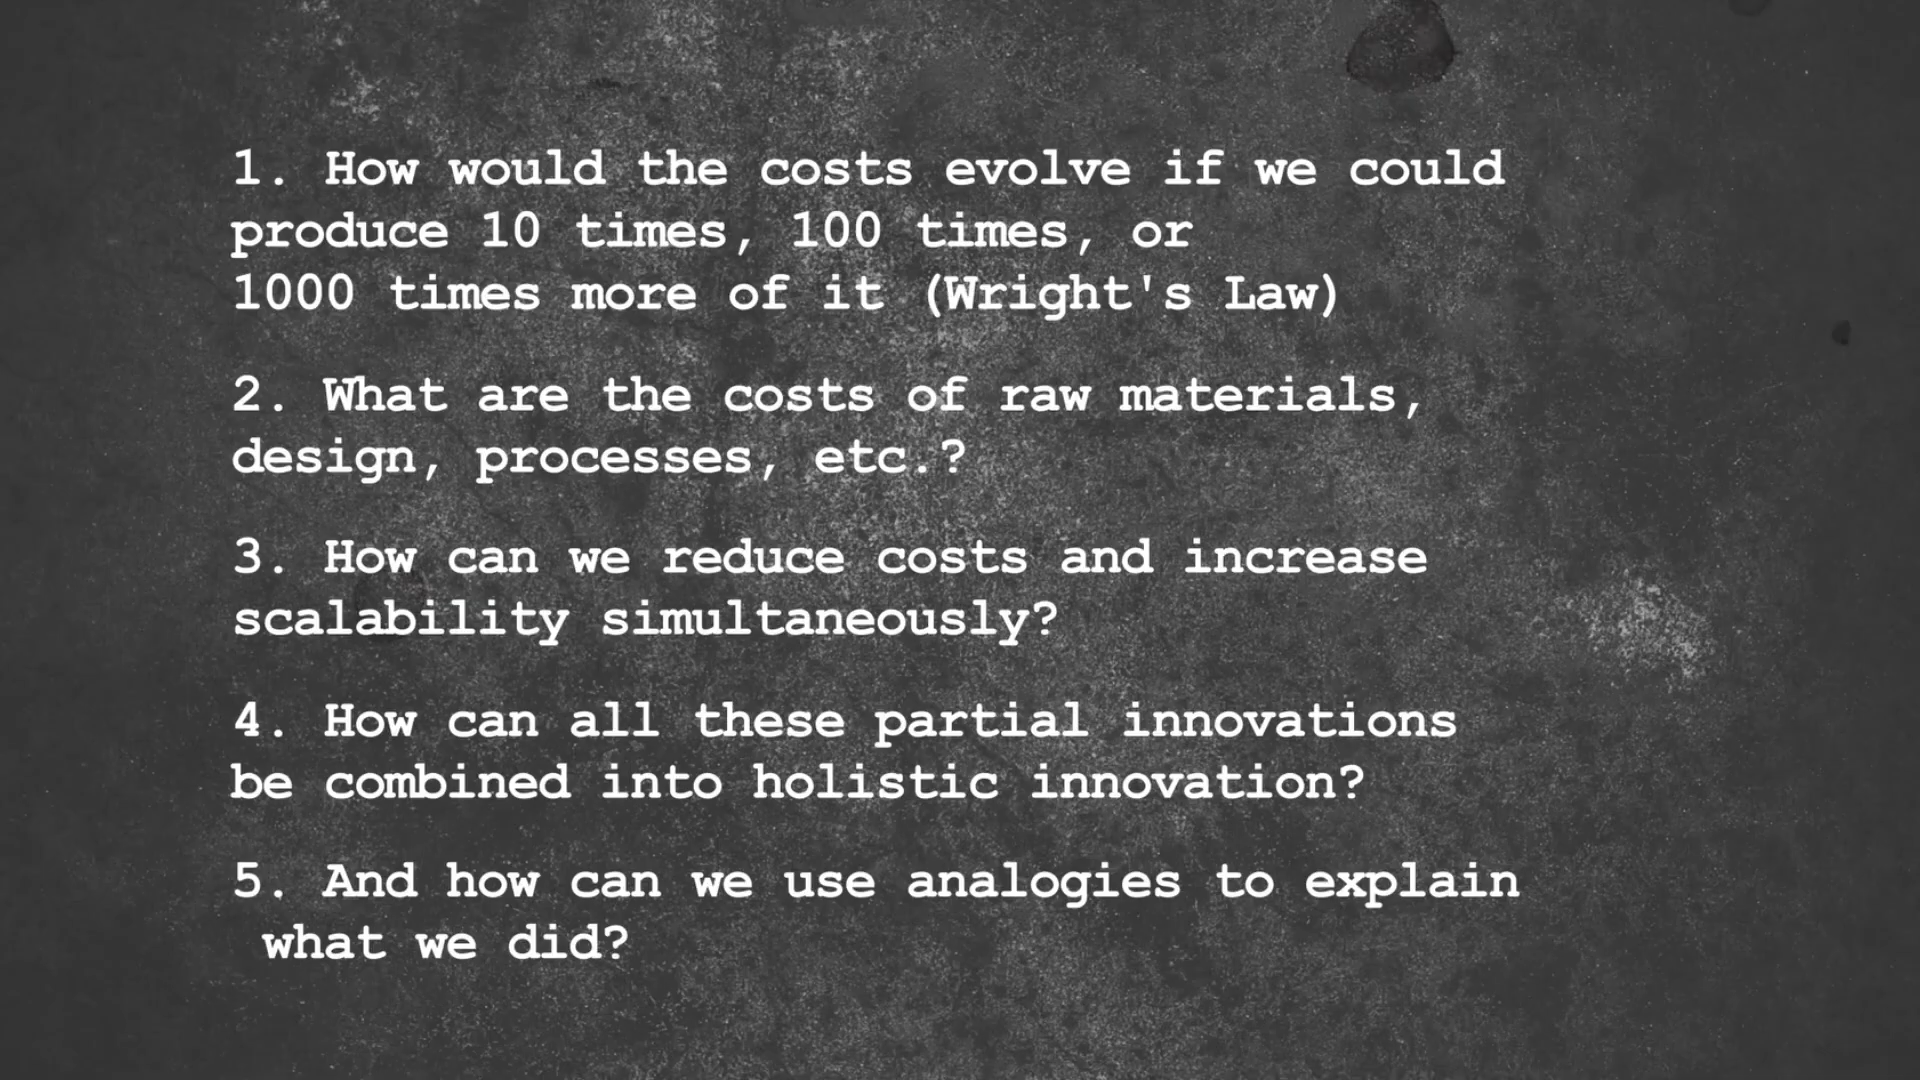 1. How would the costs evolve if we could
produce 10 times, 100 times, or
1000 times more of it (Wright's Law)
2. What are the costs of raw materials,
design, processes, etc.?
3. How can we reduce costs and increase
scalability simultaneously?
4. How can all these partial innovations
be combined into holistic innovation?
5. And how can we use analogies to explain
what we did?